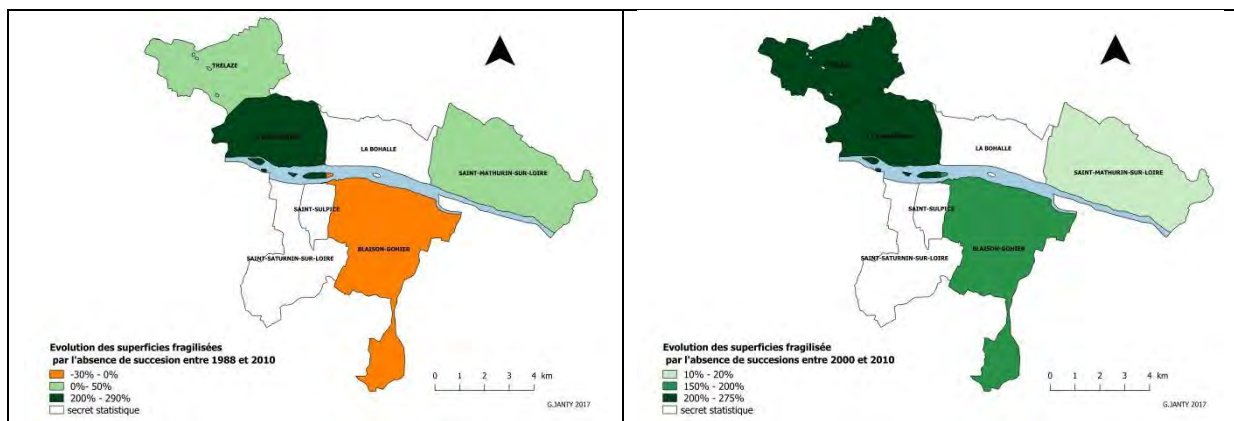 TRELAZE
LA BOHALLE
SAINT-MATHURIN-SUR-LOIRE
SAINT-SULPICE
BLAISON-GOHIER
SAINT-SATURNIN-SUR-LOIRE
Evolution des superficies fragilisée
par l'absence de succesion entre 1988 et 2010
-30% - 0%
0%- 50%
200% - 290%
secret statistique
0 1 2 3 4 km
G.JANTY 2017
LA BOHALLE
SAINT-MATHURIN-SUR-LOIRE
SAINT-SULPICE
BLAISON-GOHIER
SAINT-SATURNIN-SUR-LOIRE
Evolution des superficies fragilisée
par l'absence de succesions entre 2000 et 2010
10% - 20%
150% - 200%
200% - 275%
secret statistique
0 1 2 3 4 km
G.JANTY 2017